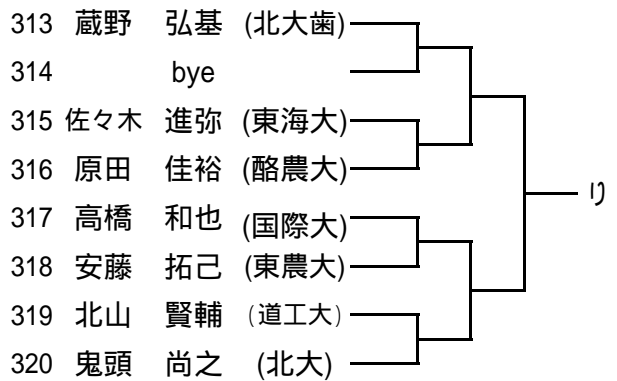 313 蔵野 弘基 (北大歯)
314 bye
315 佐々木 進弥 (東海大)
316 原田 佳裕 (酪農大)
317 高橋 和也 (国際大)
318 安藤 拓己 (東農大)
319 北山 賢輔 (道工大)
320 鬼頭 尚之 (北大)
り